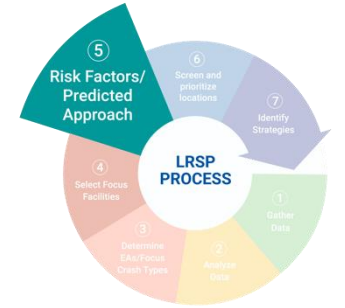 LRSP
PROCESS
1
Gather
Data
2
Analyze
Data
3
Determine
EAs/Focus
Crash Types
4
Select Focus
Facilities
5
Risk Factors/
Predicted
Approach
6
Screen and
prioritize
locations
7
Identify
Strategies